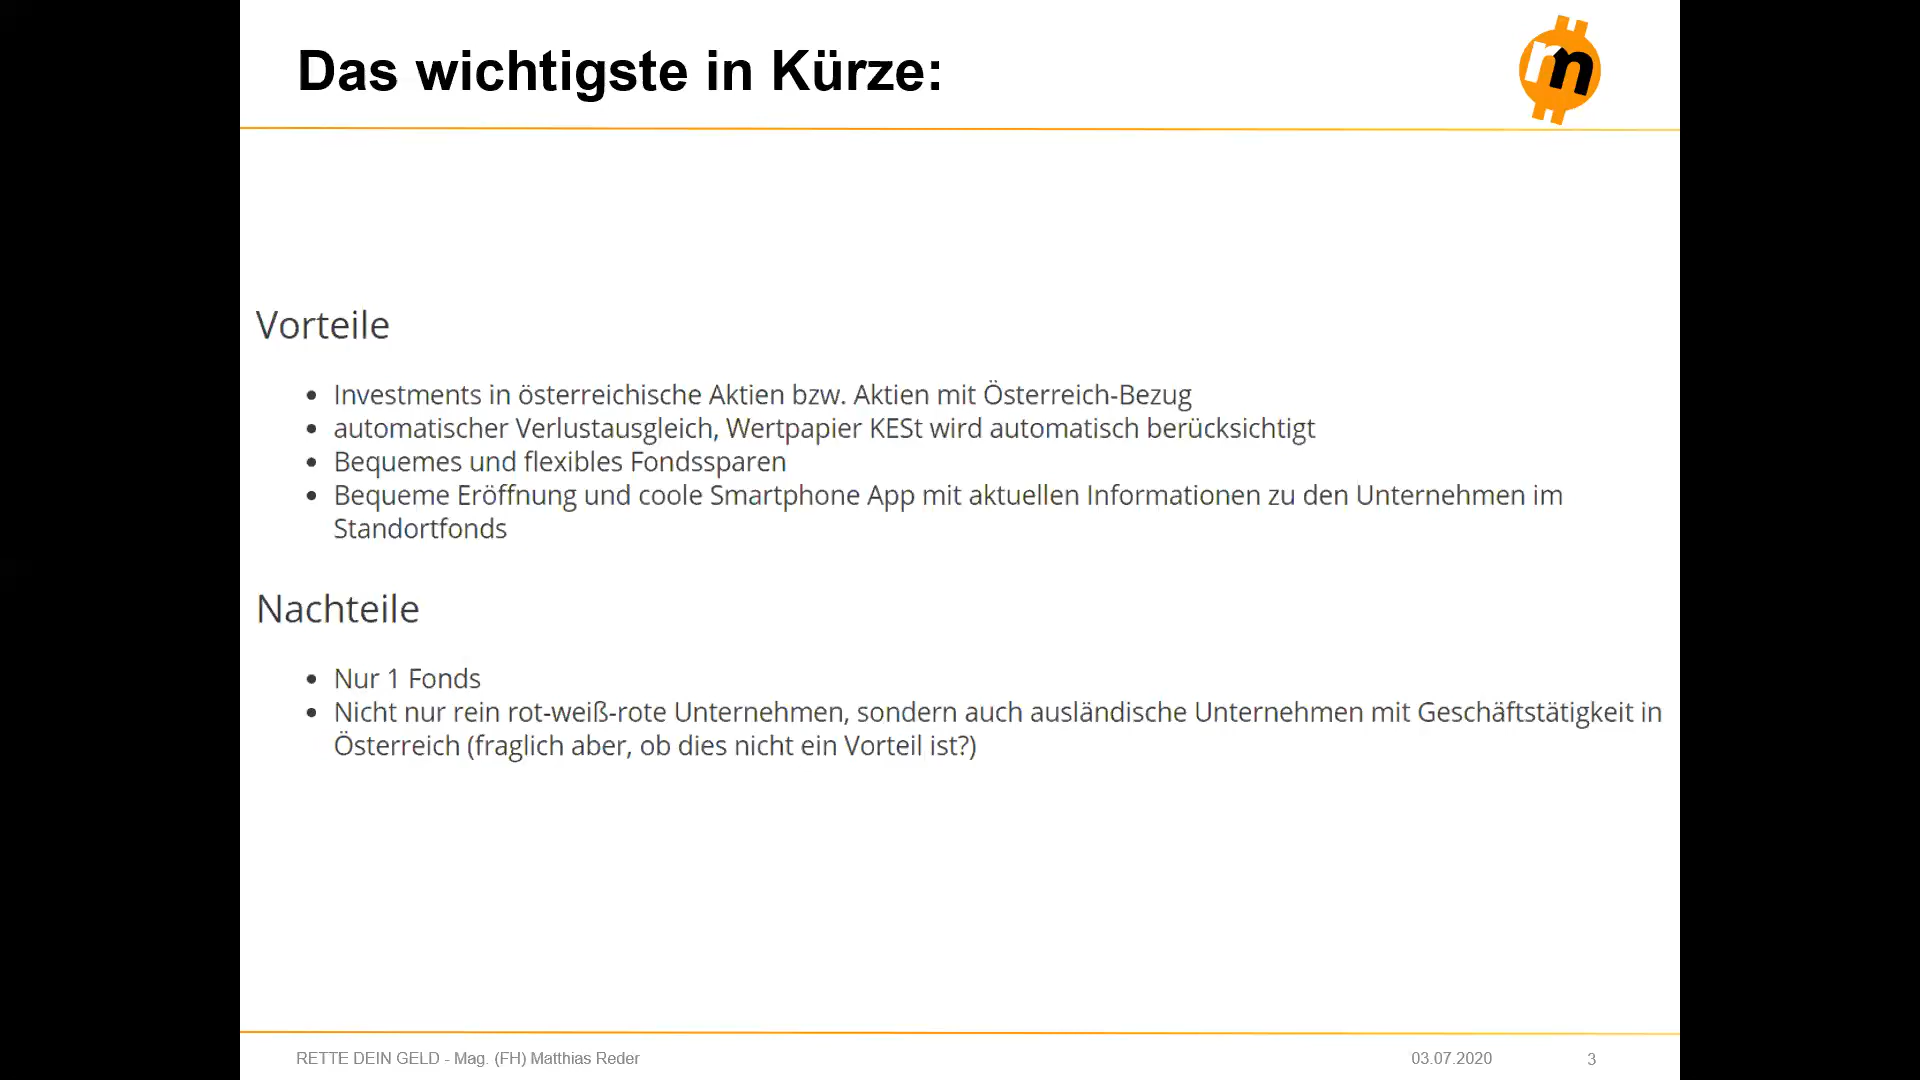 Das wichtigste in Kürze:
Vorteile
• Investments in österreichische Aktien bzw. Aktien mit Österreich-Bezug
• automatischer Verlustausgleich, Wertpapier KESt wird automatisch berücksichtigt
• Bequemes und flexibles Fondssparen
• Bequeme Eröffnung und coole Smartphone App mit aktuellen Informationen zu den Unternehmen im
Standortfonds
Nachteile
• Nur 1 Fonds
• Nicht nur rein rot-weiß-rote Unternehmen, sondern auch ausländische Unternehmen mit Geschäftstätigkeit in
Österreich (fraglich aber, ob dies nicht ein Vorteil ist?)
RETTE DEIN GELD - Mag. (FH) Matthias Reder
03.07.2020
3